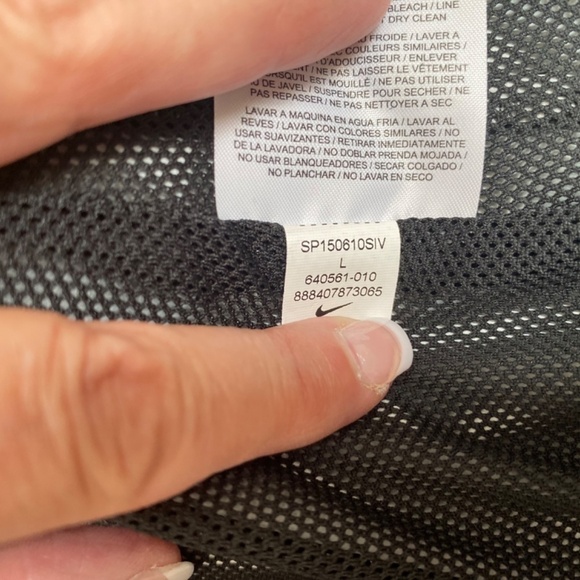 BLEACH / LINE
DRY CLEAN
FROIDE / LAVER A
COULEURS SIMILAIRES /
D'ADOUCISSEUR / ENLEVER
/ NE PAS LAISSER LE VÊTEMENT
LORSQU'IL EST MOUILLÉ / NE PAS UTILISER
DE JAVEL / SUSPENDRE POUR SECHER / NE
PAS REPASSER / NE PAS NETTOYER A SEC
LAVAR A MAQUINA EN AGUA FRIA / LAVAR AL
REVES / LAVAR CON COLORES SIMILARES / NO
USAR SUAVIZANTES / RETIRAR INMEDIATAMENTE
DE LA LAVADORA / NO DOBLAR PRENDA MOJADA /
NO USAR BLANQUEADORES / SECAR COLGADO /
NO PLANCHAR / NO LAVAR EN SECO
SP150610SIV
L
640561-010
888407873065